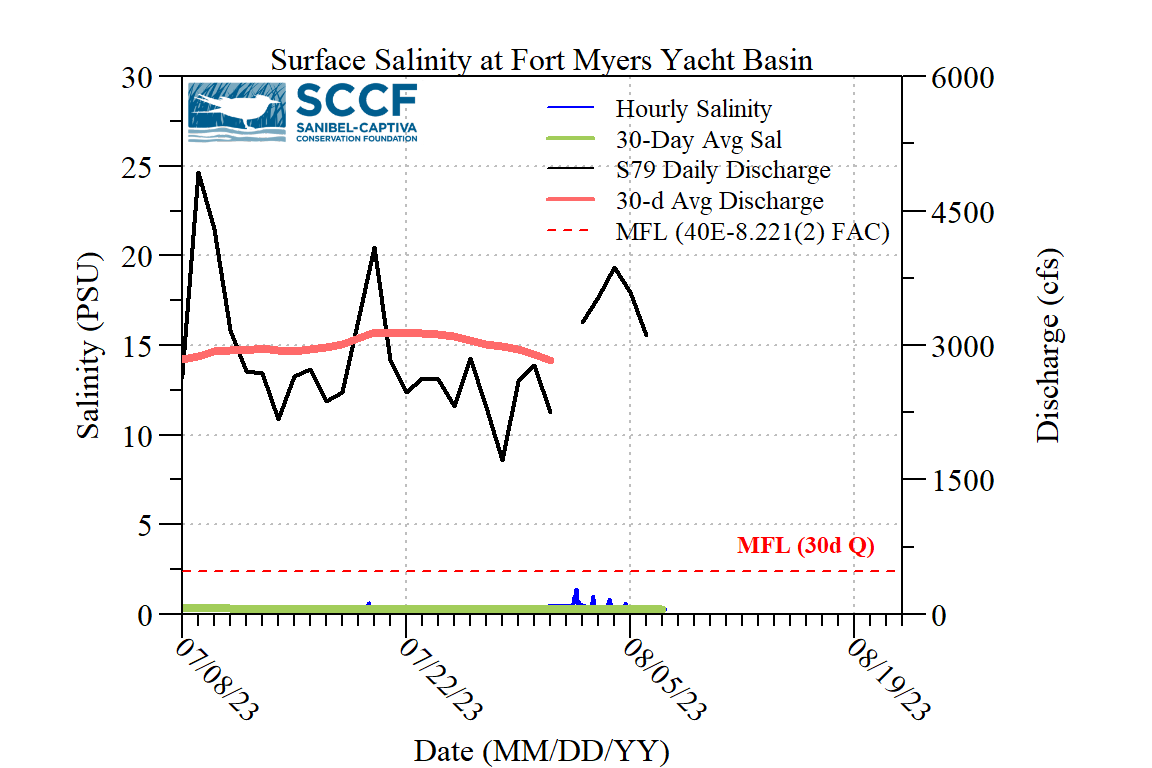 Surface Salinity at Fort Myers Yacht Basin
SCCF
SANIBEL-CAPTIVA
CONSERVATION FOUNDATION
Hourly Salinity
30-Day Avg Sal
S79 Daily Discharge
30-d Avg Discharge
MFL (40E-8.221(2) FAC)
30
25
20
15
10
5
0
Salinity (PSU)
6000
4500
3000
1500
0
Discharge (cfs)
MFL (30d Q)
07/08/23
07/22/23
08/05/23
08/19/23
Date (MM/DD/YY)